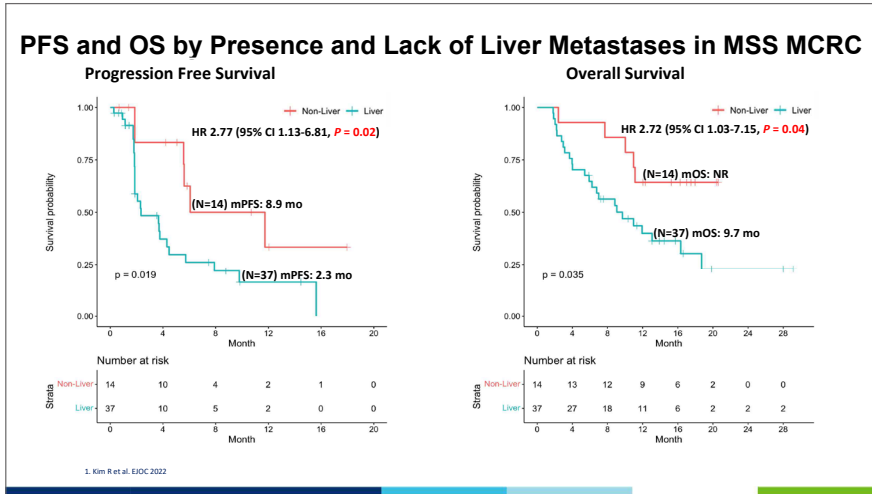 PFS and OS by Presence and Lack of Liver Metastases in MSS MCRC
Progression Free Survival
Non-Liver Liver
HR 2.77 (95% CI 1.13-6.81, P = 0.02)
Survival probability
1.00
0.75
0.50
0.25
0.00
(N=14) mPFS: 8.9 mo
(N=37) mPFS: 2.3 mo
p = 0.019
0 4 8 12 16 20
Month
Number at risk
Strata
Non-Liver 14 10 4 2 1 0
Liver 37 10 5 2 0 0
0 4 8 12 16 20
Month
Overall Survival
Non-Liver Liver
HR 2.72 (95% CI 1.03-7.15, P = 0.04)
Survival probability
1.00
0.75
0.50
0.25
0.00
(N=14) mOS: NR
(N=37) mOS: 9.7 mo
p = 0.035
0 4 8 12 16 20 24 28
Month
Number at risk
Strata
Non-Liver 14 13 12 9 6 2 0 0
Liver 37 27 18 11 6 2 2 2
0 4 8 12 16 20 24 28
Month
1. Kim R et al. EJOC 2022